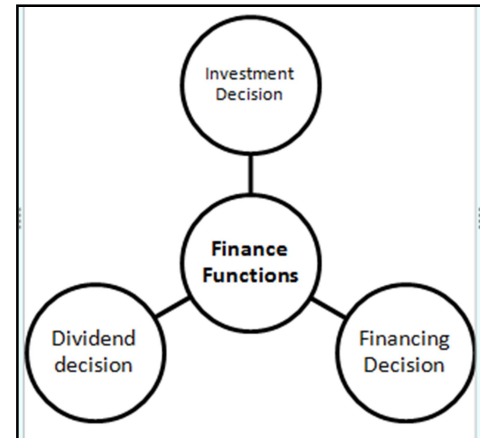 Investment
Decision
Finance
Functions
Dividend
decision
Financing
Decision